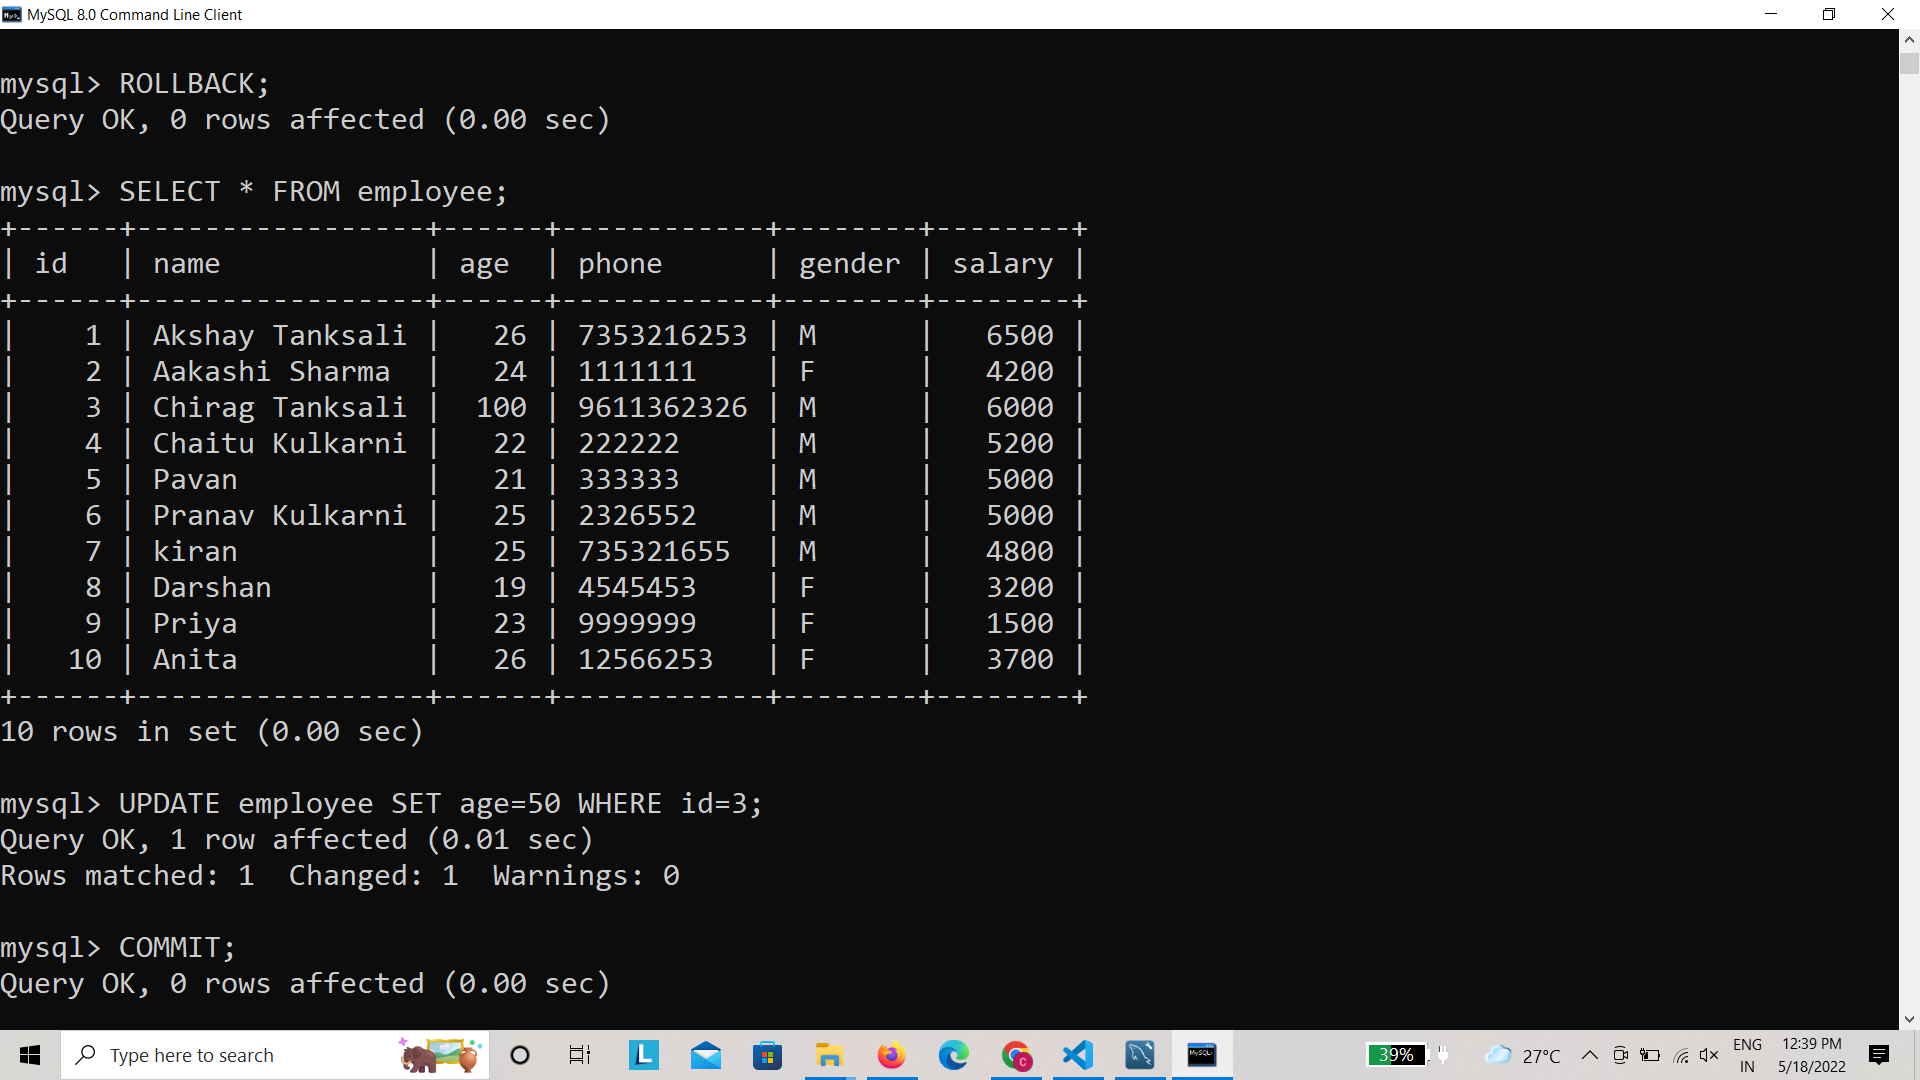 MySQL 8.0 Command Line Client
mysql> ROLLBACK;
Query OK, 0 rows affected (0.00 sec)
mysql> SELECT * FROM employee;
+------+-----------------+------+------------+--------+--------+
| id   | name            | age  | phone      | gender | salary |
+------+-----------------+------+------------+--------+--------+
|    1 | Akshay Tanksali |   26 | 7353216253 | M      |   6500 |
|    2 | Aakashi Sharma  |   24 | 1111111    | F      |   4200 |
|    3 | Chirag Tanksali |  100 | 9611362326 | M      |   6000 |
|    4 | Chaitu Kulkarni |   22 | 222222     | M      |   5200 |
|    5 | Pavan           |   21 | 333333     | M      |   5000 |
|    6 | Pranav Kulkarni |   25 | 2326552    | M      |   5000 |
|    7 | kiran           |   25 | 735321655  | M      |   4800 |
|    8 | Darshan         |   19 | 4545453    | F      |   3200 |
|    9 | Priya           |   23 | 9999999    | F      |   1500 |
|   10 | Anita           |   26 | 12566253   | F      |   3700 |
+------+-----------------+------+------------+--------+--------+
10 rows in set (0.00 sec)
mysql> UPDATE employee SET age=50 WHERE id=3;
Query OK, 1 row affected (0.01 sec)
Rows matched: 1  Changed: 1  Warnings: 0
mysql> COMMIT;
Query OK, 0 rows affected (0.00 sec)
Type here to search
L
C
MySQL
39%
27°C
ENG
IN
12:39 PM
5/18/2022